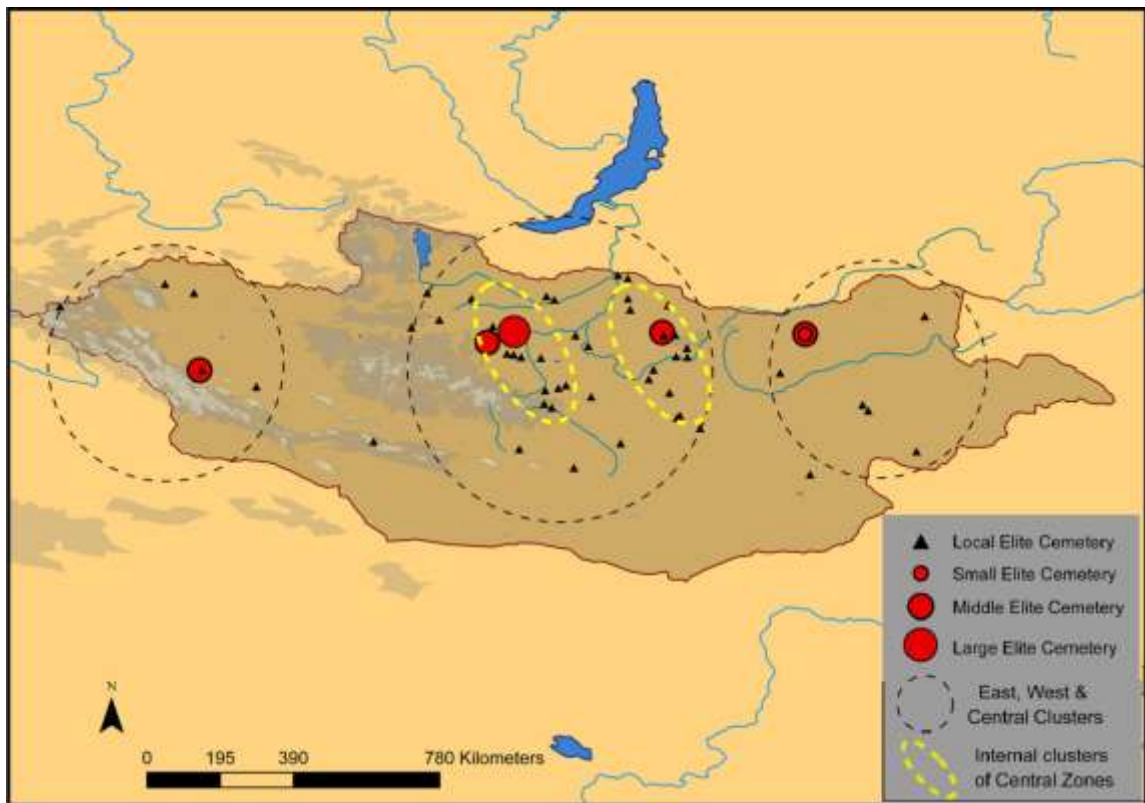 N
0 195 390 780 Kilometers
Local Elite Cemetery
Small Elite Cemetery
Middle Elite Cemetery
Large Elite Cemetery
East, West &
Central Clusters
Internal clusters
of Central Zones